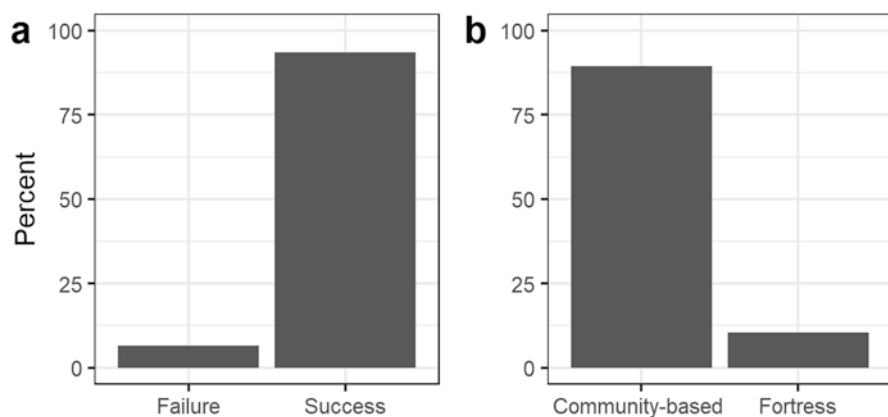 a
b
Percent
100
75
50
25
0
Failure
Success
100
75
50
25
0
Community-based
Fortress